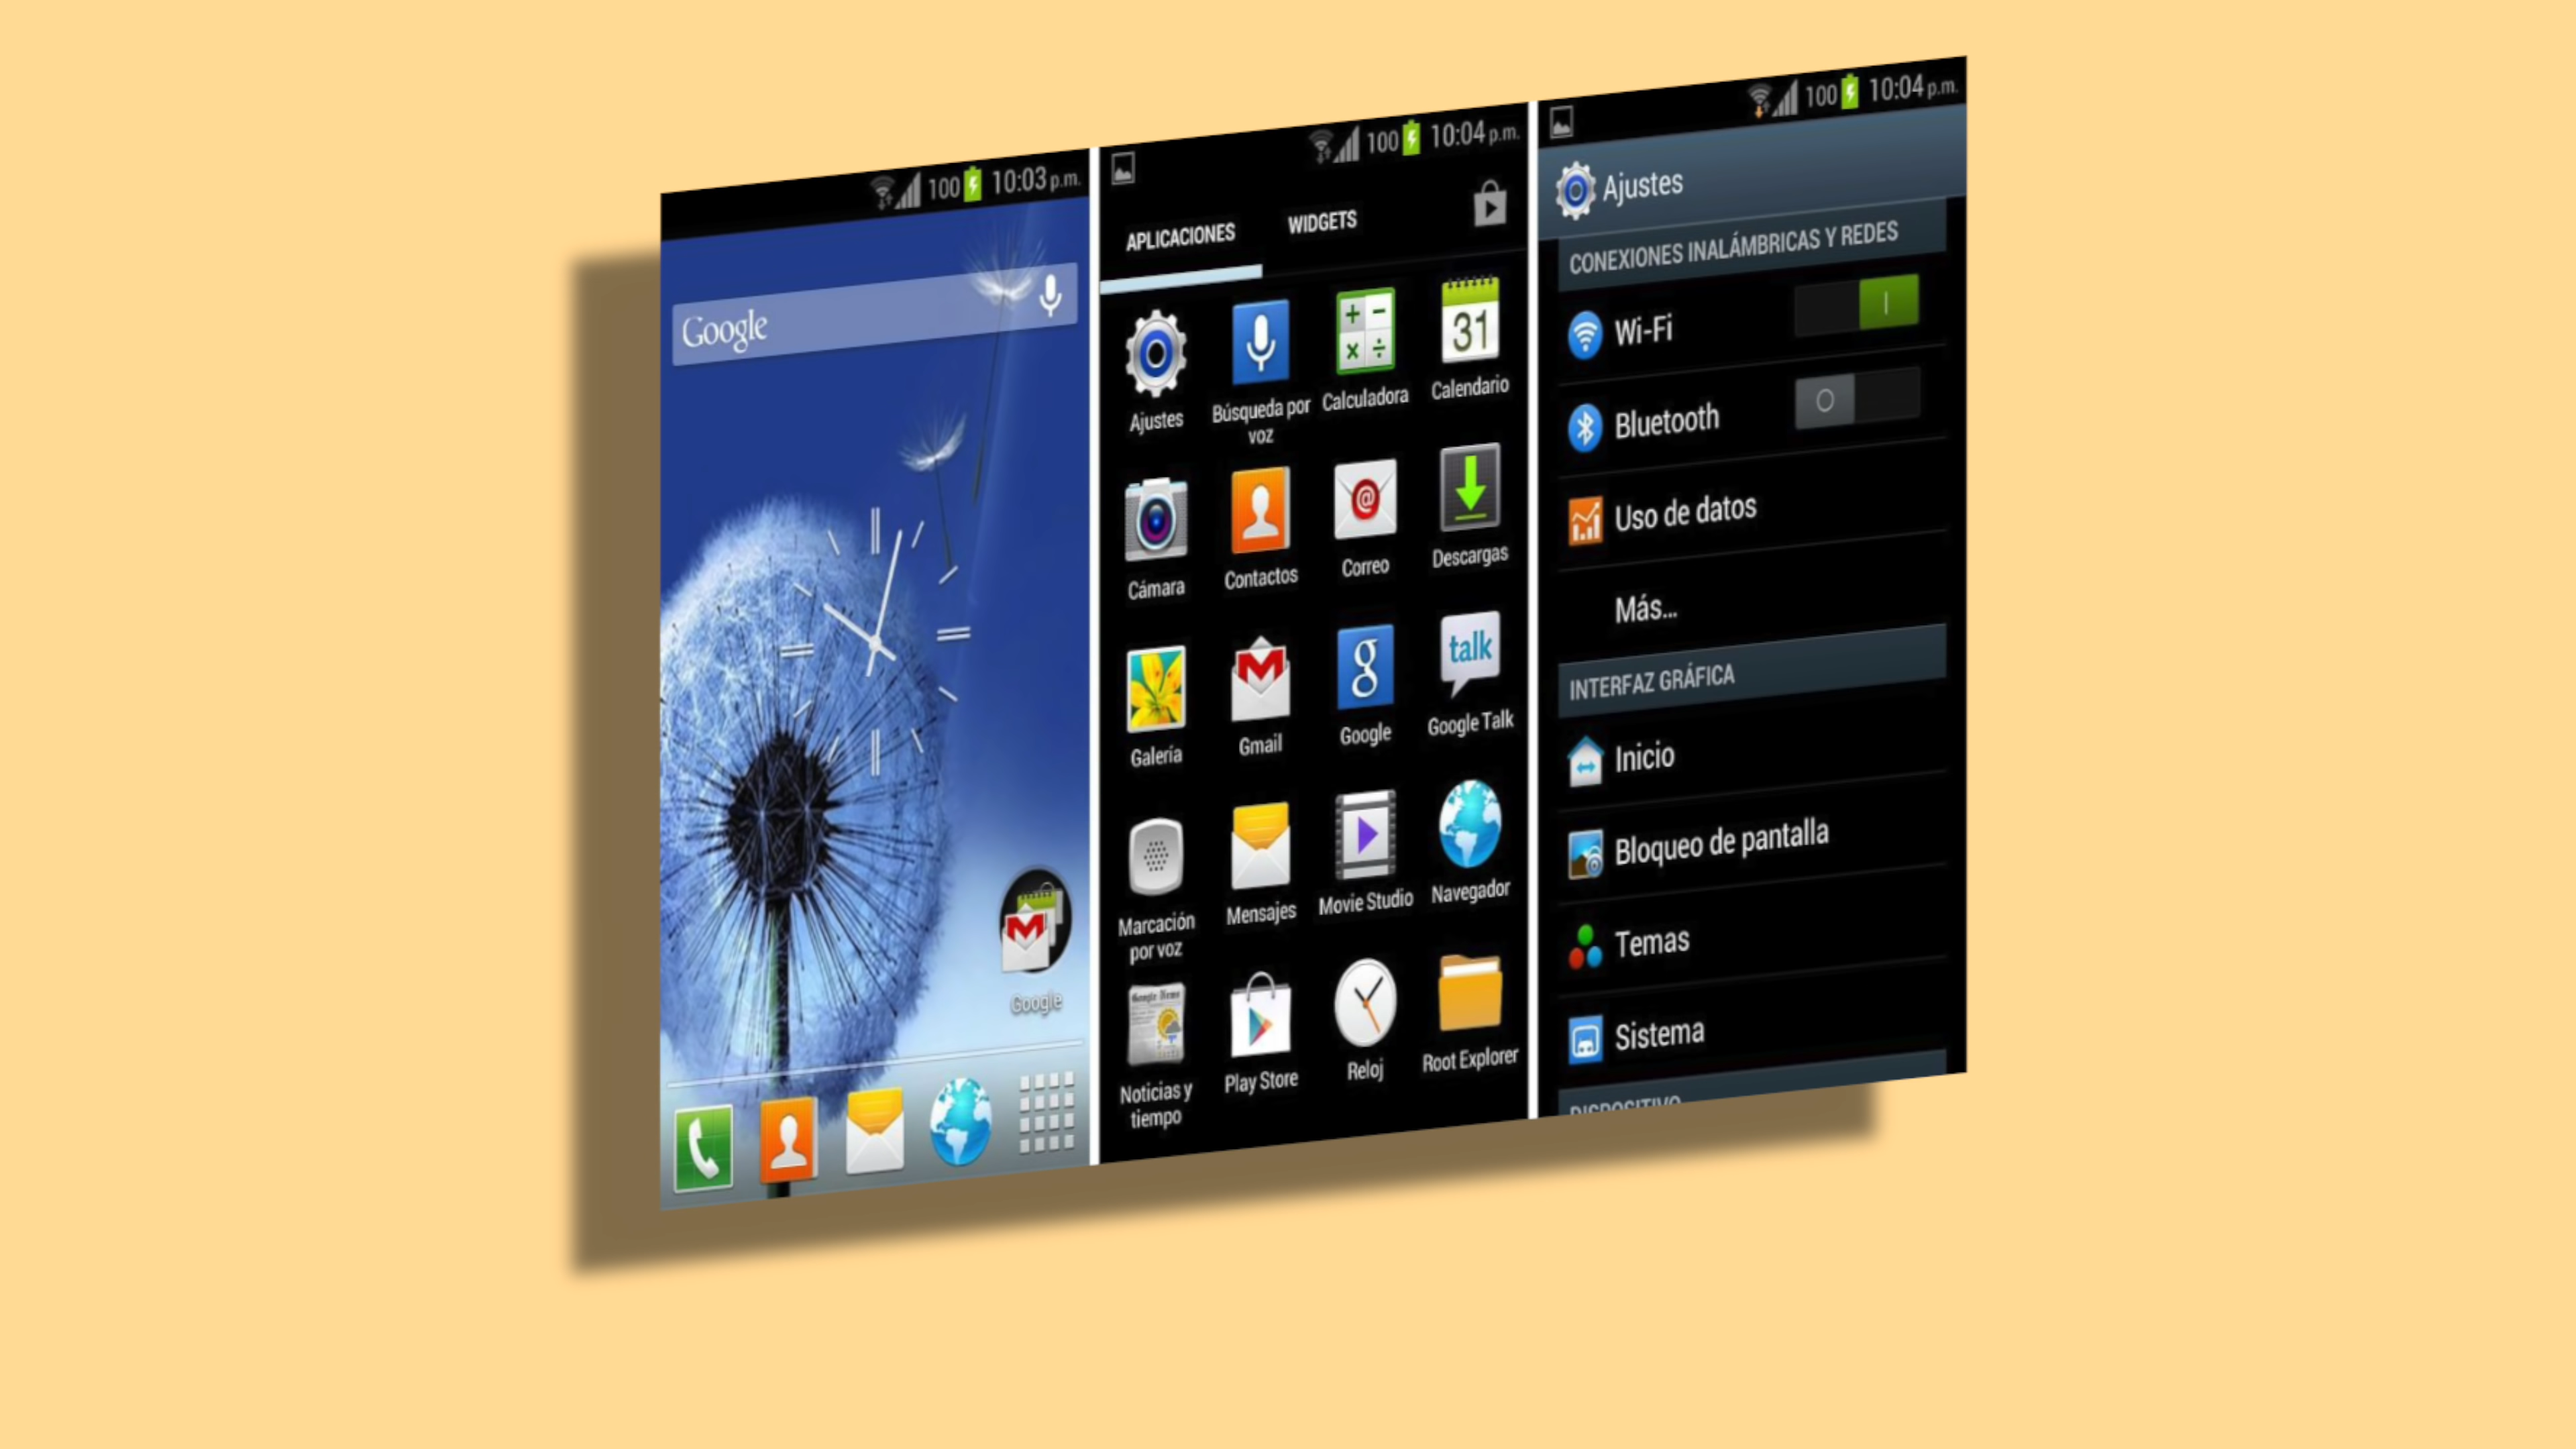 100 10:03 p.m.
Google
Google
100 10:04 p.m.
APLICACIONES WIDGETS
31
Ajustes
Búsqueda por
voz
Calculadora
Calendario
@
Cámara
Contactos
Correo
Descargas
g
talk
Galería
Gmail
Google
Google Talk
Marcación
por voz
Mensajes
Movie Studio
Navegador
Google News
Noticias y
tiempo
Play Store
Reloj
Root Explorer
100 10:04 p.m.
Ajustes
CONEXIONES INALÁMBRICAS Y REDES
Wi-Fi
Bluetooth
Uso de datos
Más...
INTERFAZ GRÁFICA
Inicio
Bloqueo de pantalla
Temas
Sistema
DISPOSITIVO